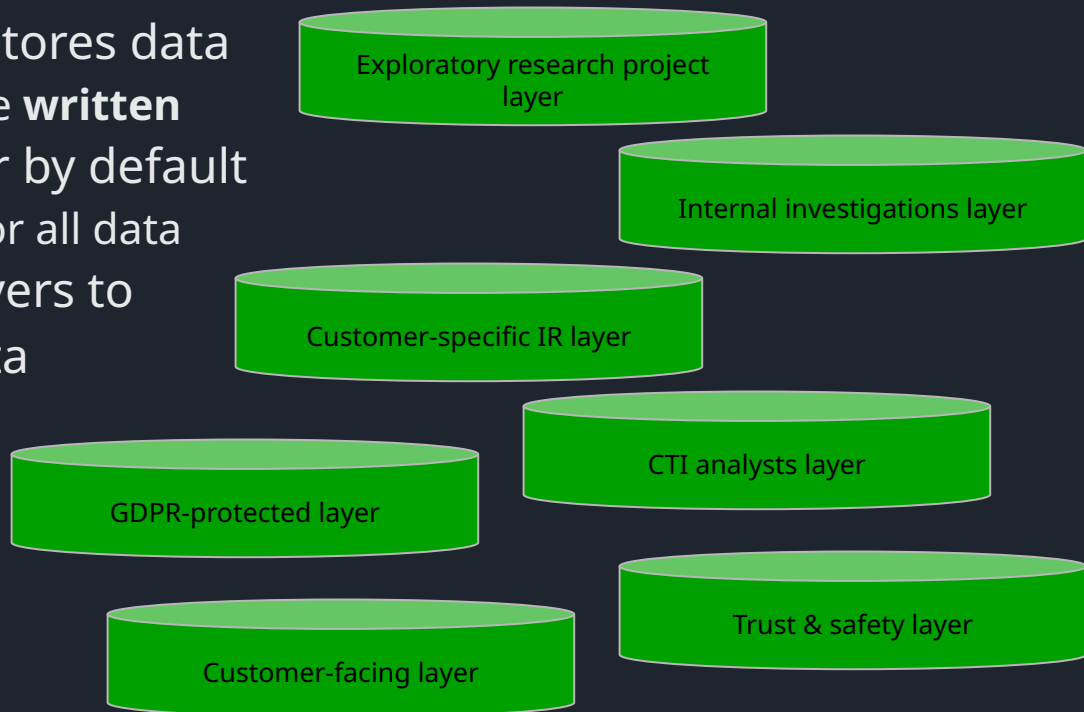 tores data
e written
r by default
or all data
yers to
ta
Exploratory research project
layer
Internal investigations layer
Customer-specific IR layer
CTI analysts layer
GDPR-protected layer
Trust & safety layer
Customer-facing layer